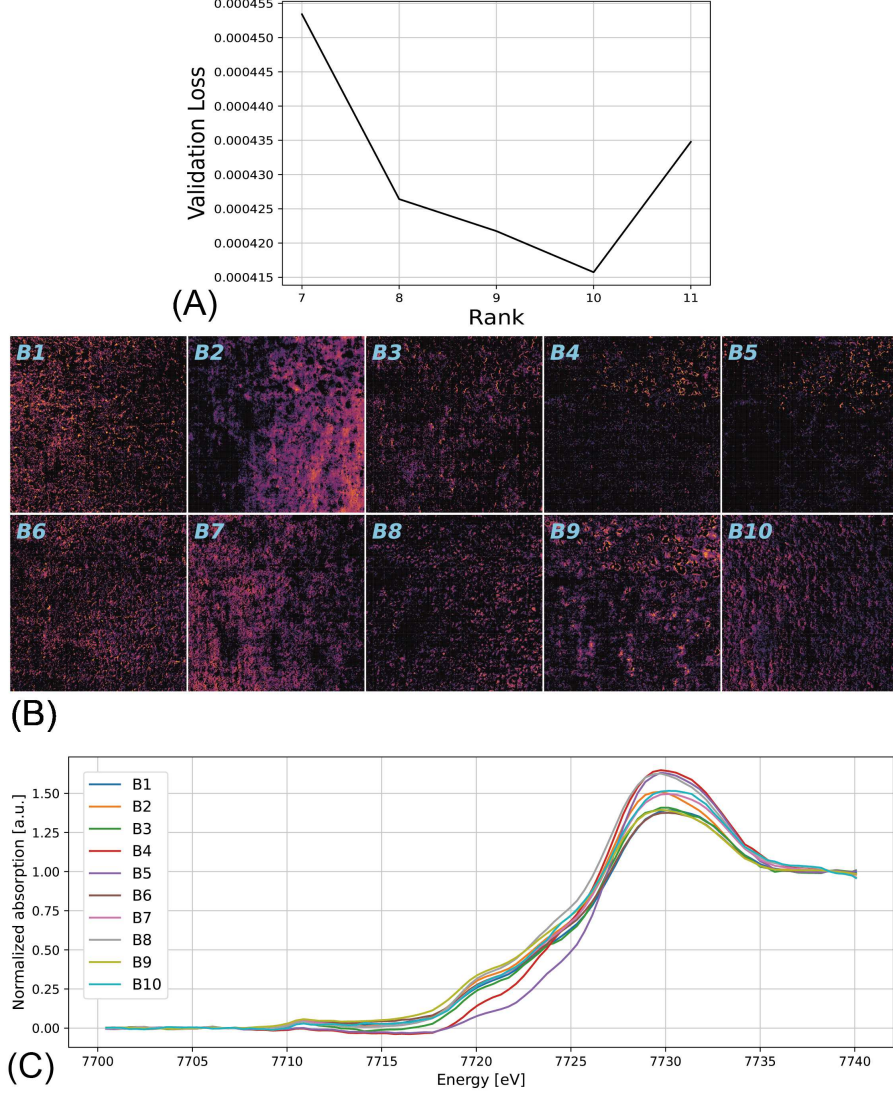 0.000455
0.000450
0.000445
0.000440
0.000435
0.000430
0.000425
0.000420
0.000415
Validation Loss
7 8 9 10 11
Rank
(A)
B1 B2 B3 B4 B5
B6 B7 B8 B9 B10
(B)
Normalized absorption [a.u.]
1.50
1.25
1.00
0.75
0.50
0.25
0.00
B1
B2
B3
B4
B5
B6
B7
B8
B9
B10
7700 7705 7710 7715 7720 7725 7730 7735 7740
Energy [eV]
(C)